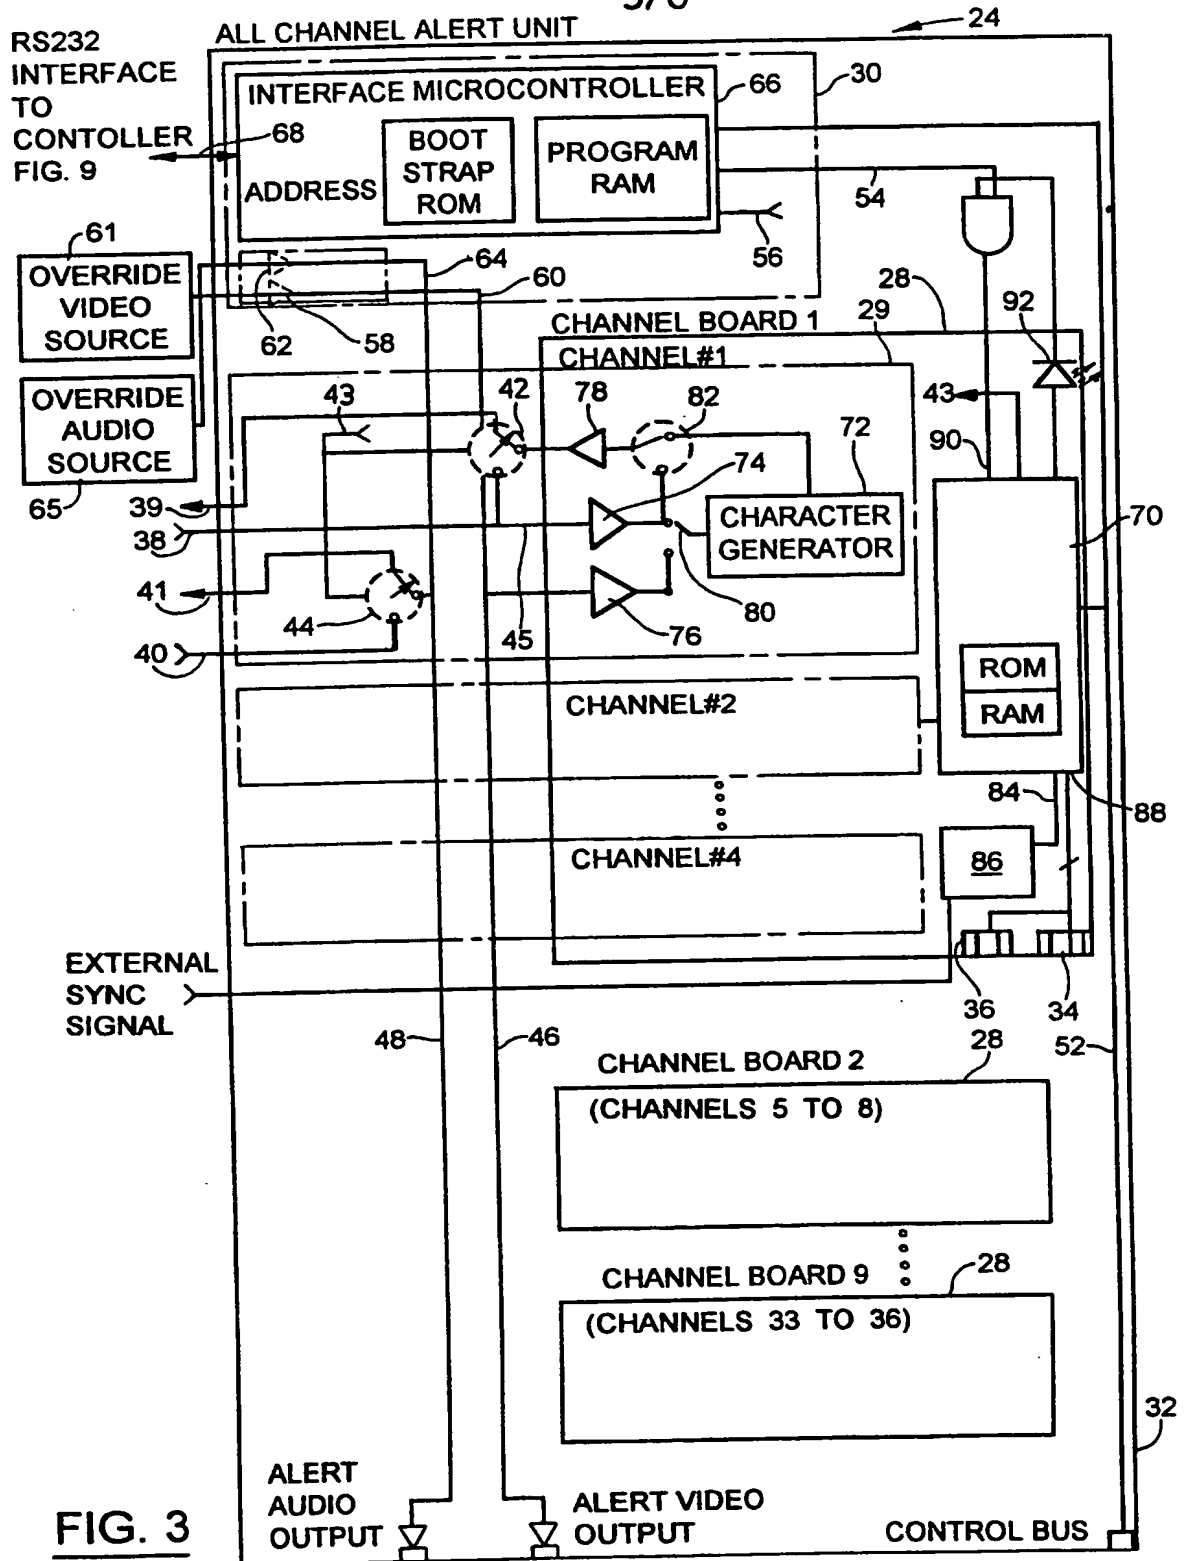 ALL CHANNEL ALERT UNIT
24
RS232
INTERFACE
TO
CONTOLLER
FIG. 9
68
30
66
INTERFACE MICROCONTROLLER
ADDRESS
BOOT
STRAP
ROM
PROGRAM
RAM
54
56
61
OVERRIDE
VIDEO
SOURCE
62
58
64
60
OVERRIDE
AUDIO
SOURCE
65
28
29
92
CHANNEL BOARD 1
CHANNEL#1
43
42
78
82
72
43
90
39
38
74
CHARACTER
GENERATOR
70
41
44
40
45
76
80
ROM
RAM
CHANNEL#2
84
88
CHANNEL#4
86
EXTERNAL
SYNC
SIGNAL
36
34
48
46
52
CHANNEL BOARD 2
28
(CHANNELS 5 TO 8)
CHANNEL BOARD 9
28
(CHANNELS 33 TO 36)
32
ALERT
AUDIO
OUTPUT
ALERT VIDEO
OUTPUT
CONTROL BUS
FIG. 3